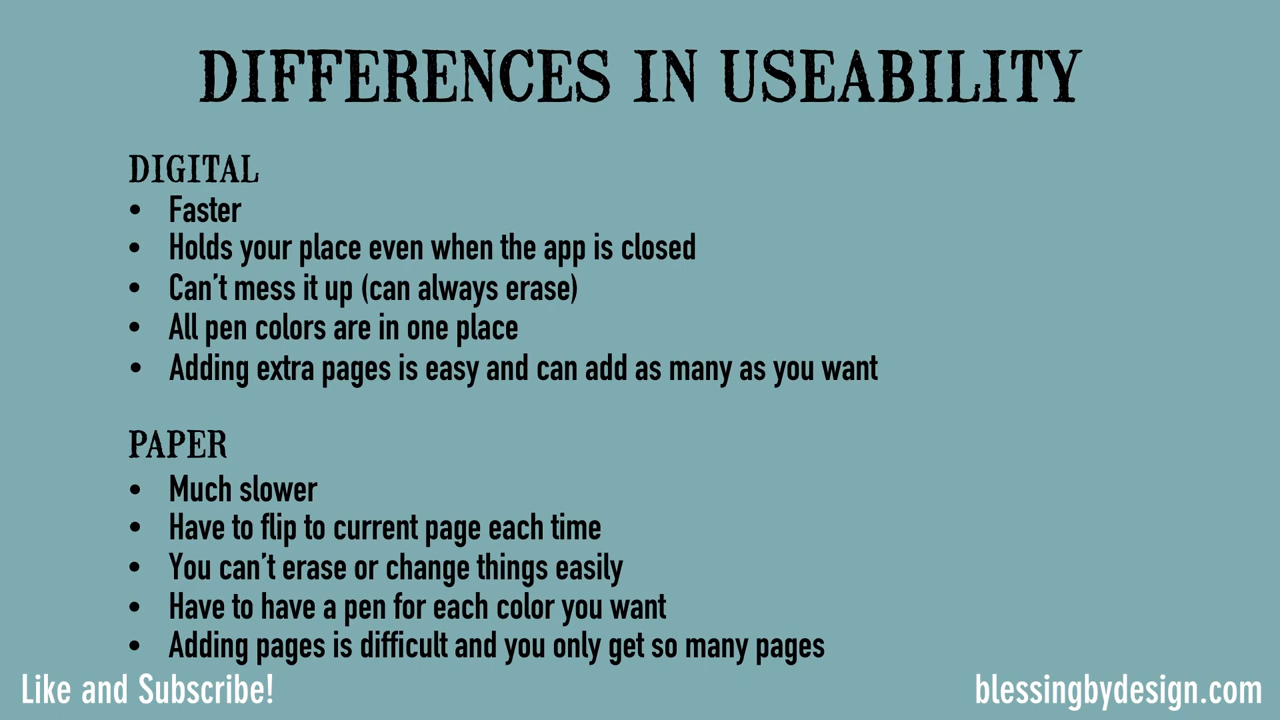 DIFFERENCES IN USEABILITY
DIGITAL
• Faster
• Holds your place even when the app is closed
• Can't mess it up (can always erase)
• All pen colors are in one place
• Adding extra pages is easy and can add as many as you want
PAPER
• Much slower
• Have to flip to current page each time
• You can't erase or change things easily
• Have to have a pen for each color you want
• Adding pages is difficult and you only get so many pages
Like and Subscribe!
blessingbydesign.com